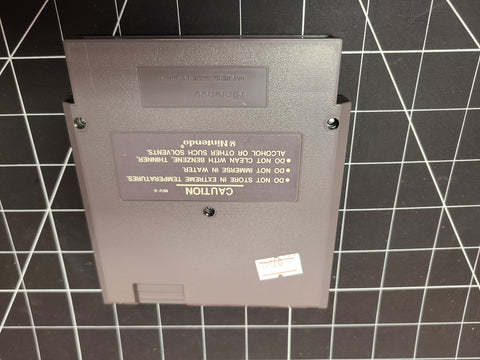 CAUTION
REV-A
● DO NOT STORE IN EXTREME TEMPERATURES.
● DO NOT IMMERSE IN WATER.
● DO NOT CLEAN WITH BENZENE, THINNER,
ALCOHOL OR OTHER SUCH SOLVENTS.
® Nintendo
Nintendo